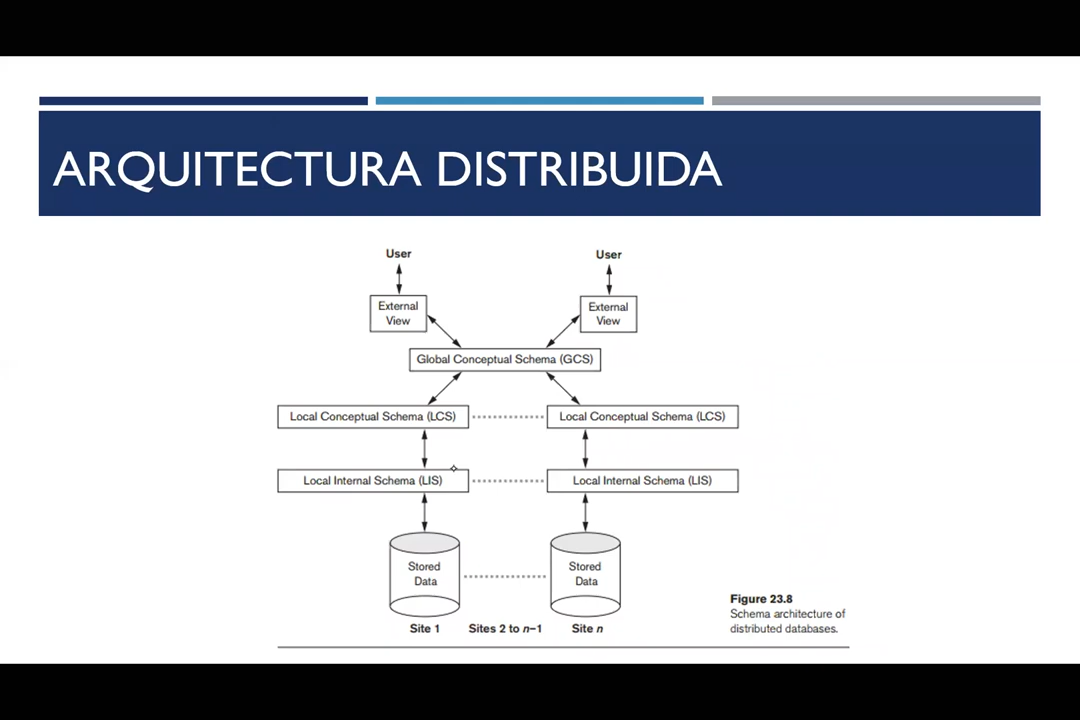 ARQUITECTURA DISTRIBUIDA
User
User
External
View
External
View
Global Conceptual Schema (GCS)
Local Conceptual Schema (LCS)
Local Conceptual Schema (LCS)
Local Internal Schema (LIS)
Local Internal Schema (LIS)
Stored
Data
Stored
Data
Site 1
Sites 2 to n–1
Site n
Figure 23.8
Schema architecture of
distributed databases.